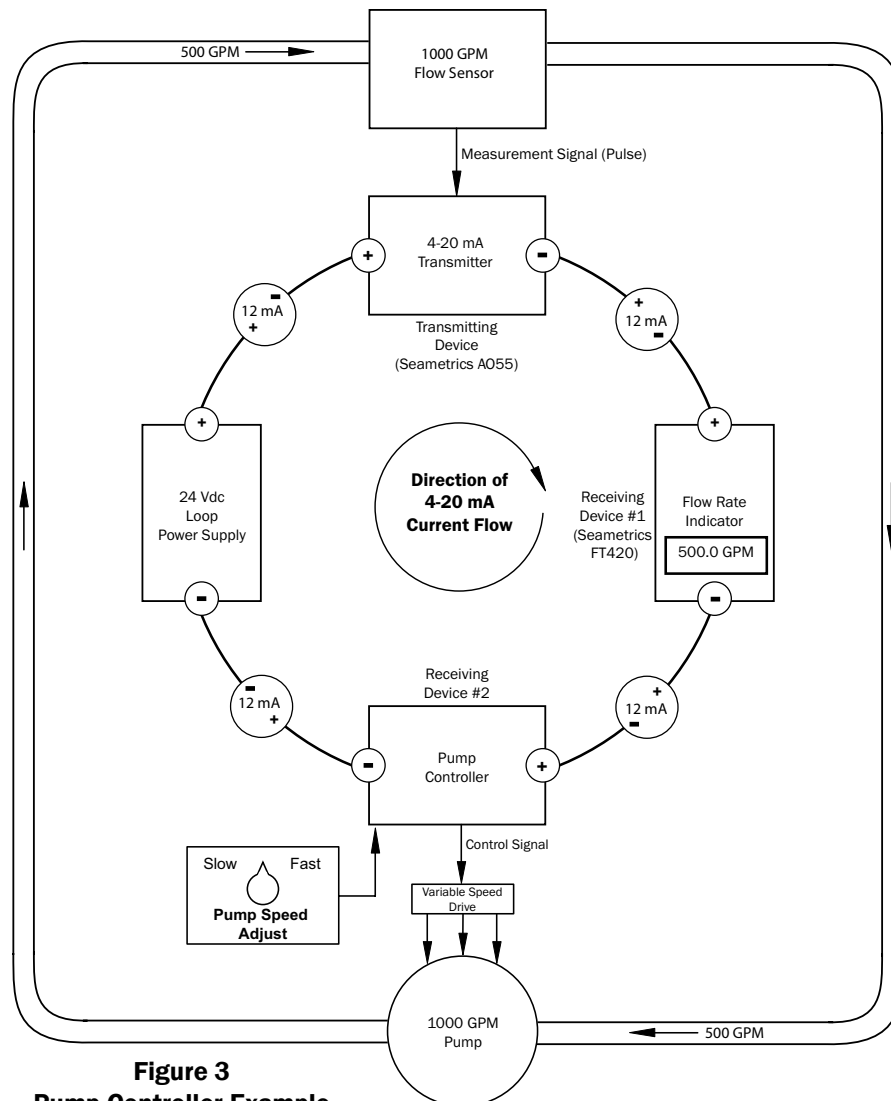 500 GPM
1000 GPM
Flow Sensor
Measurement Signal (Pulse)
4-20 mA
Transmitter
+
-
-
12 mA
+
+
12 mA
-
Transmitting
Device
(Seametrics AO55)
+
+
24 Vdc
Loop
Power Supply
-
Direction of
4-20 mA
Current Flow
Receiving
Device #1
(Seametrics
FT420)
Flow Rate
Indicator
500.0 GPM
-
-
12 mA
+
+
12 mA
-
Receiving
Device #2
-
Pump
Controller
+
Control Signal
Slow Fast
Pump Speed
Adjust
Variable Speed
Drive
1000 GPM
Pump
500 GPM
Figure 3
Pump Controller Example